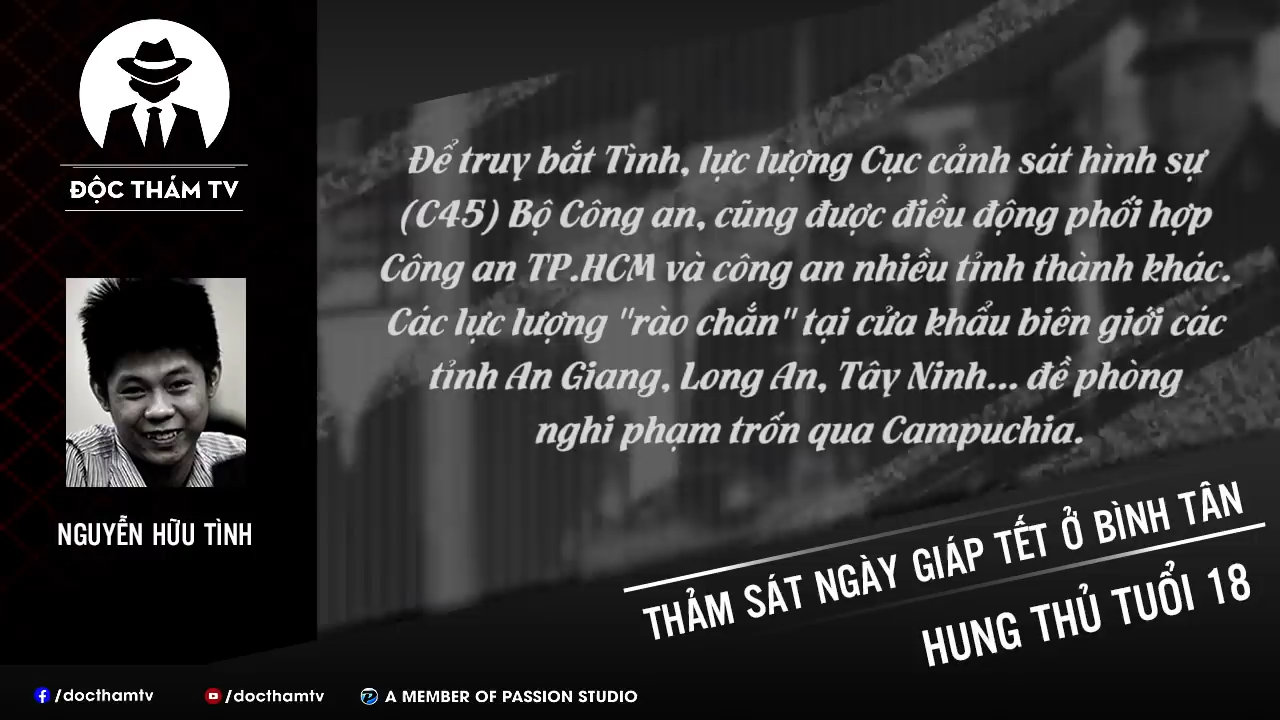 ĐỘC THÁM TV
NGUYỄN HỮU TÌNH
Để truy bắt Tình, lực lượng Cục cảnh sát hình sự
(C45) Bộ Công an, cũng được điều động phối hợp
Công an TP.HCM và công an nhiều tỉnh thành khác.
Các lực lượng "rào chắn" tại cửa khẩu biên giới các
tỉnh An Giang, Long An, Tây Ninh... đề phòng
nghi phạm trốn qua Campuchia.
THẢM SÁT NGÀY GIÁP TẾT Ở BÌNH TÂN
HUNG THỦ TUỔI 18
/docthamtv
/docthamtv
A MEMBER OF PASSION STUDIO